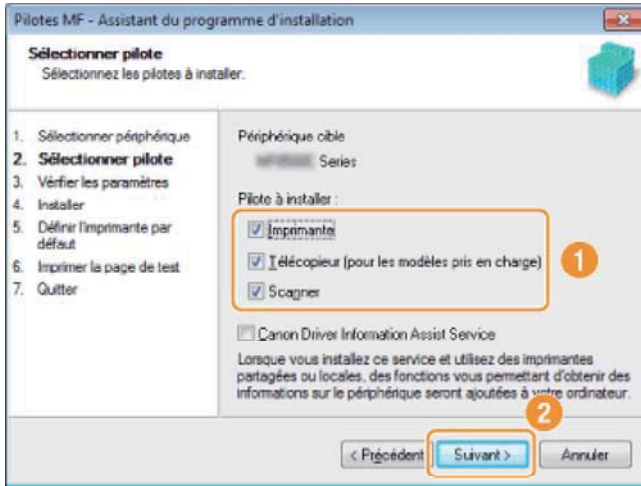 Pilotes MF - Assistant du programme d'installation
Sélectionner pilote
Sélectionnez les pilotes à installer.
1. Sélectionner périphérique
2. Sélectionner pilote
3. Vérifier les paramètres
4. Installer
5. Définir l'imprimante par
défaut
6. Imprimer la page de test
7. Quitter
Périphérique cible
Series
Pilote à installer :
Imprimante
Télécopieur (pour les modèles pris en charge)
Scanner
1
Canon Driver Information Assist Service
Lorsque vous installez ce service et utilisez des imprimantes
partagées ou locales, des fonctions vous permettant d'obtenir des
informations sur le périphérique seront ajoutées à votre ordinateur.
2
< Précédent
Suivant >
Annuler